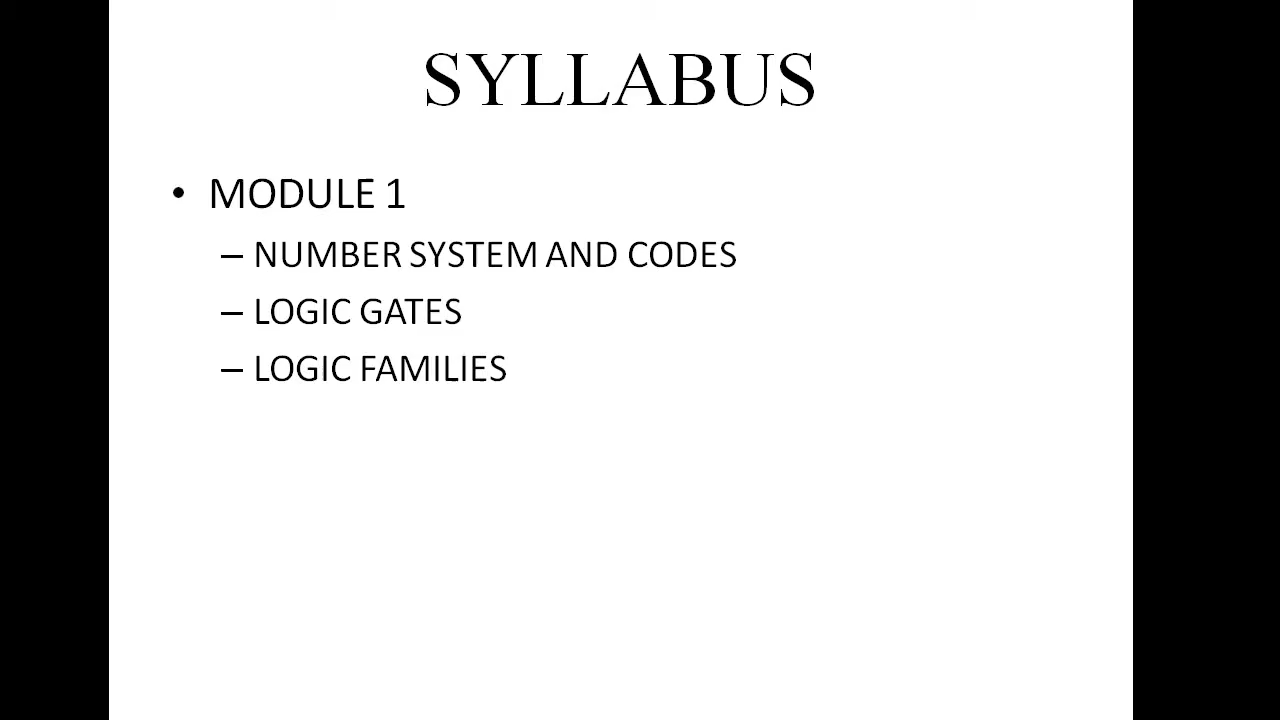 SYLLABUS
• MODULE 1
– NUMBER SYSTEM AND CODES
– LOGIC GATES
– LOGIC FAMILIES